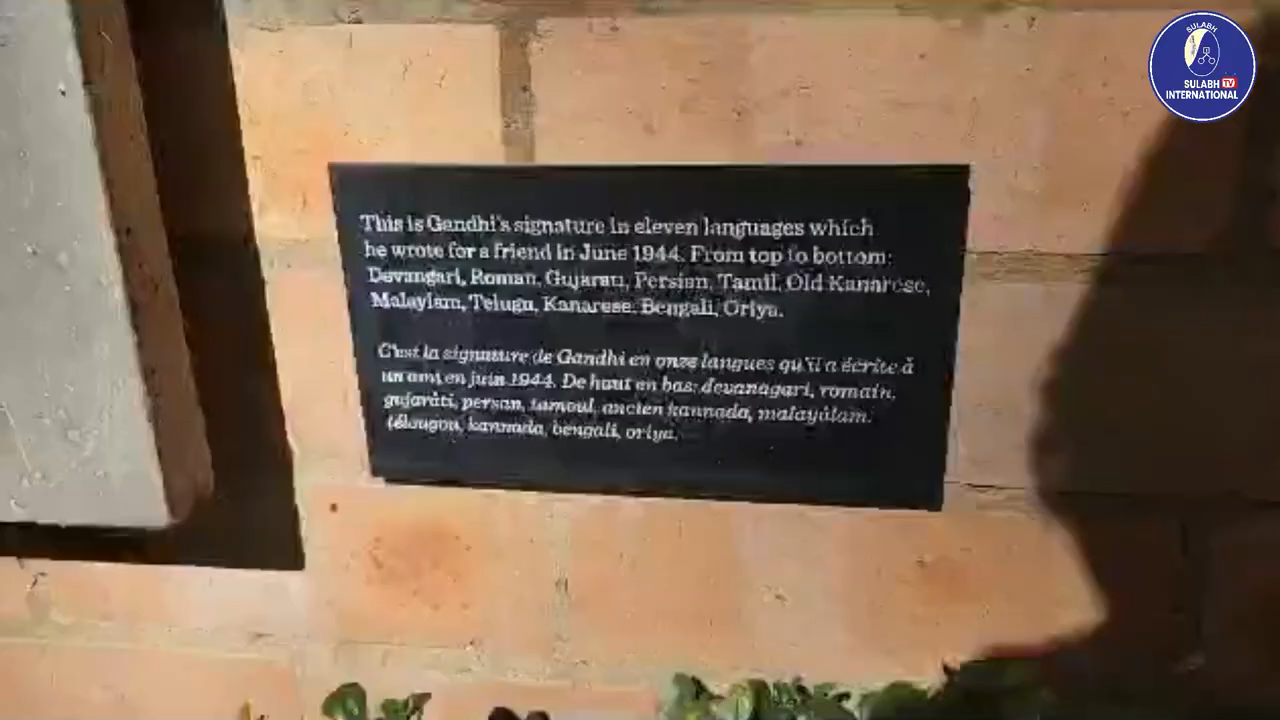 This is Gandhi's signature in eleven languages which
he wrote for a friend in June 1944. From top to bottom:
Devangari, Roman, Gujarati, Persian, Tamil, Old Kanarese,
Malaylam, Telugu, Kanarese, Bengali, Oriya.
C'est la signature de Gandhi en onze langues qu'il a écrite à
un ami en juin 1944. De haut en bas: devanagari, romain,
gujarâti, persan, tamoul, ancien kannada, malayâlam,
télougou, kannada, bengali, oriya.
SULABH
SULABH TV
INTERNATIONAL